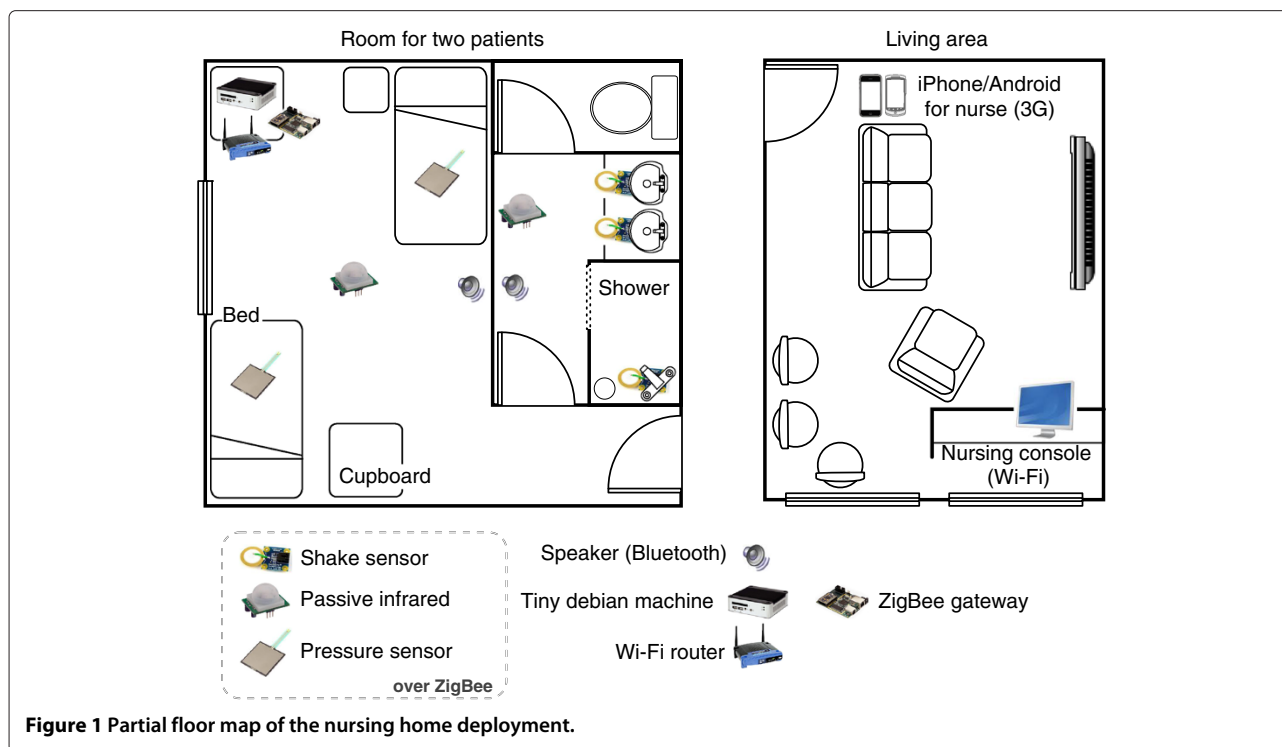 Room for two patients
Living area
iPhone/Android
for nurse (3G)
Shower
Bed
Cupboard
Nursing console
(Wi-Fi)
Shake sensor
Passive infrared
Pressure sensor
over ZigBee
Speaker (Bluetooth)
Tiny debian machine
ZigBee gateway
Wi-Fi router
Figure 1 Partial floor map of the nursing home deployment.